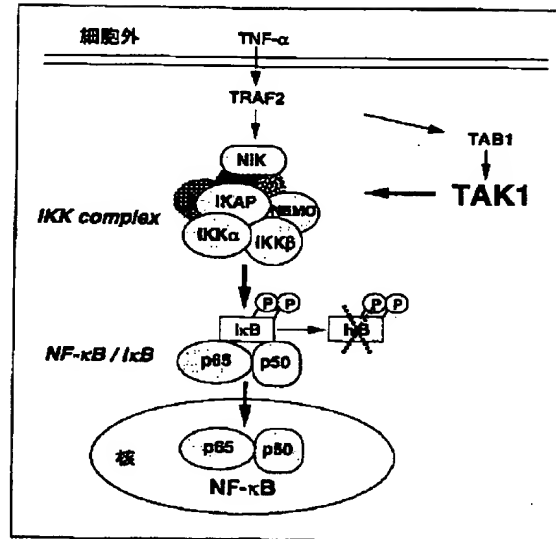 細胞外
TNF-α
TRAF2
TAB1
NIK
TAK1
IKAP
NEMO
IKK complex
IKKα
IKKβ
P P
P P
IκB
IκB
NF-κB / IκB
p65
p50
核
p65
p50
NF-κB